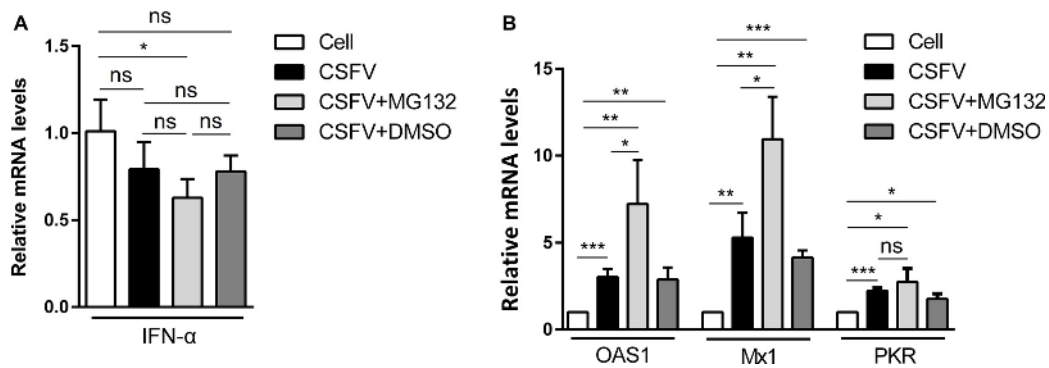 A
Relative mRNA levels
1.5
1.0
0.5
0.0
ns
*
ns
ns
ns
ns
IFN-α
Cell
CSFV
CSFV+MG132
CSFV+DMSO
B
Relative mRNA levels
15
10
5
0
**
**
*
***
OAS1
***
**
*
**
Mx1
*
*
ns
***
PKR
Cell
CSFV
CSFV+MG132
CSFV+DMSO